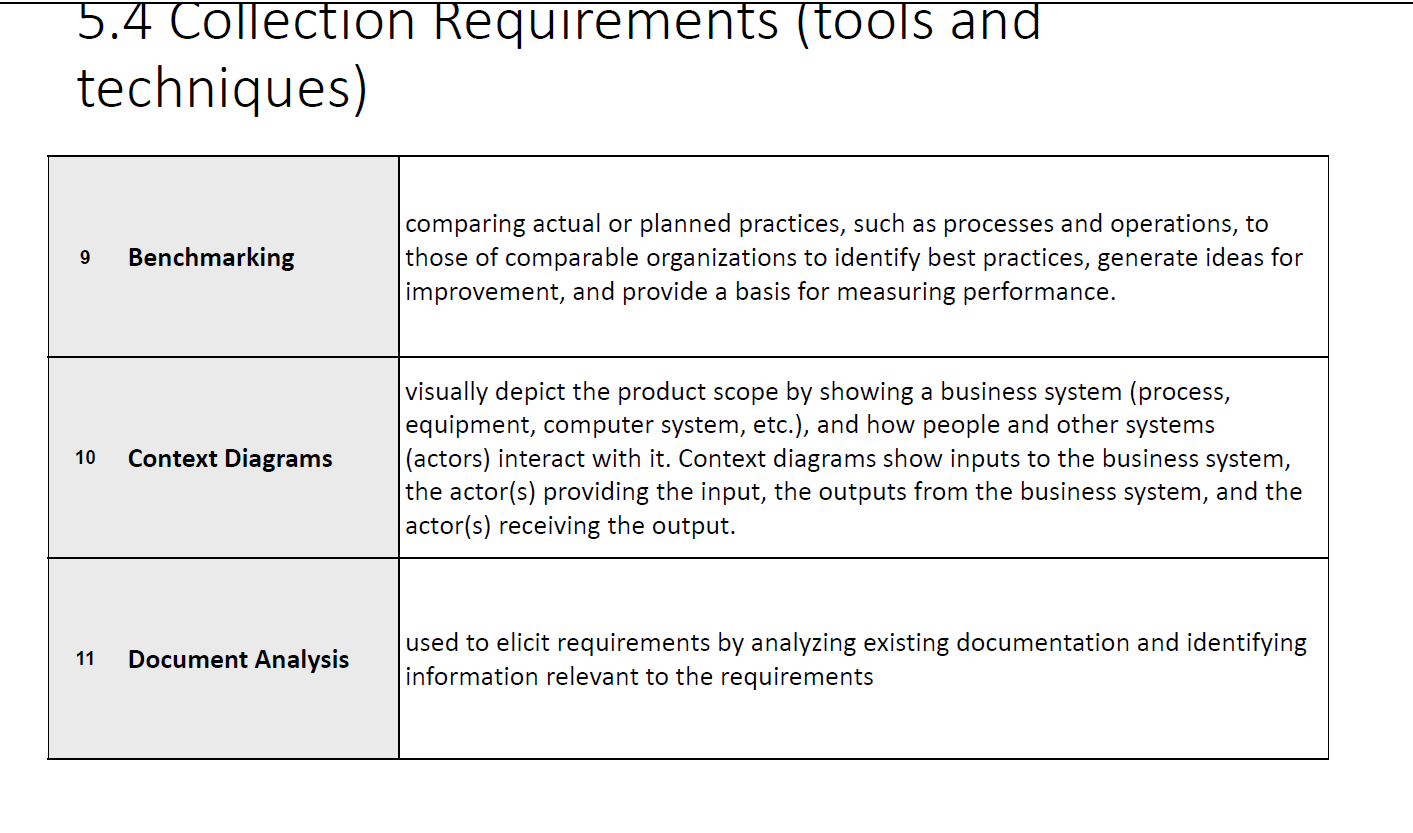 5.4 Collection Requirements (tools and
techniques)
9 Benchmarking
comparing actual or planned practices, such as processes and operations, to
those of comparable organizations to identify best practices, generate ideas for
improvement, and provide a basis for measuring performance.
10 Context Diagrams
visually depict the product scope by showing a business system (process,
equipment, computer system, etc.), and how people and other systems
(actors) interact with it. Context diagrams show inputs to the business system,
the actor(s) providing the input, the outputs from the business system, and the
actor(s) receiving the output.
11 Document Analysis
used to elicit requirements by analyzing existing documentation and identifying
information relevant to the requirements